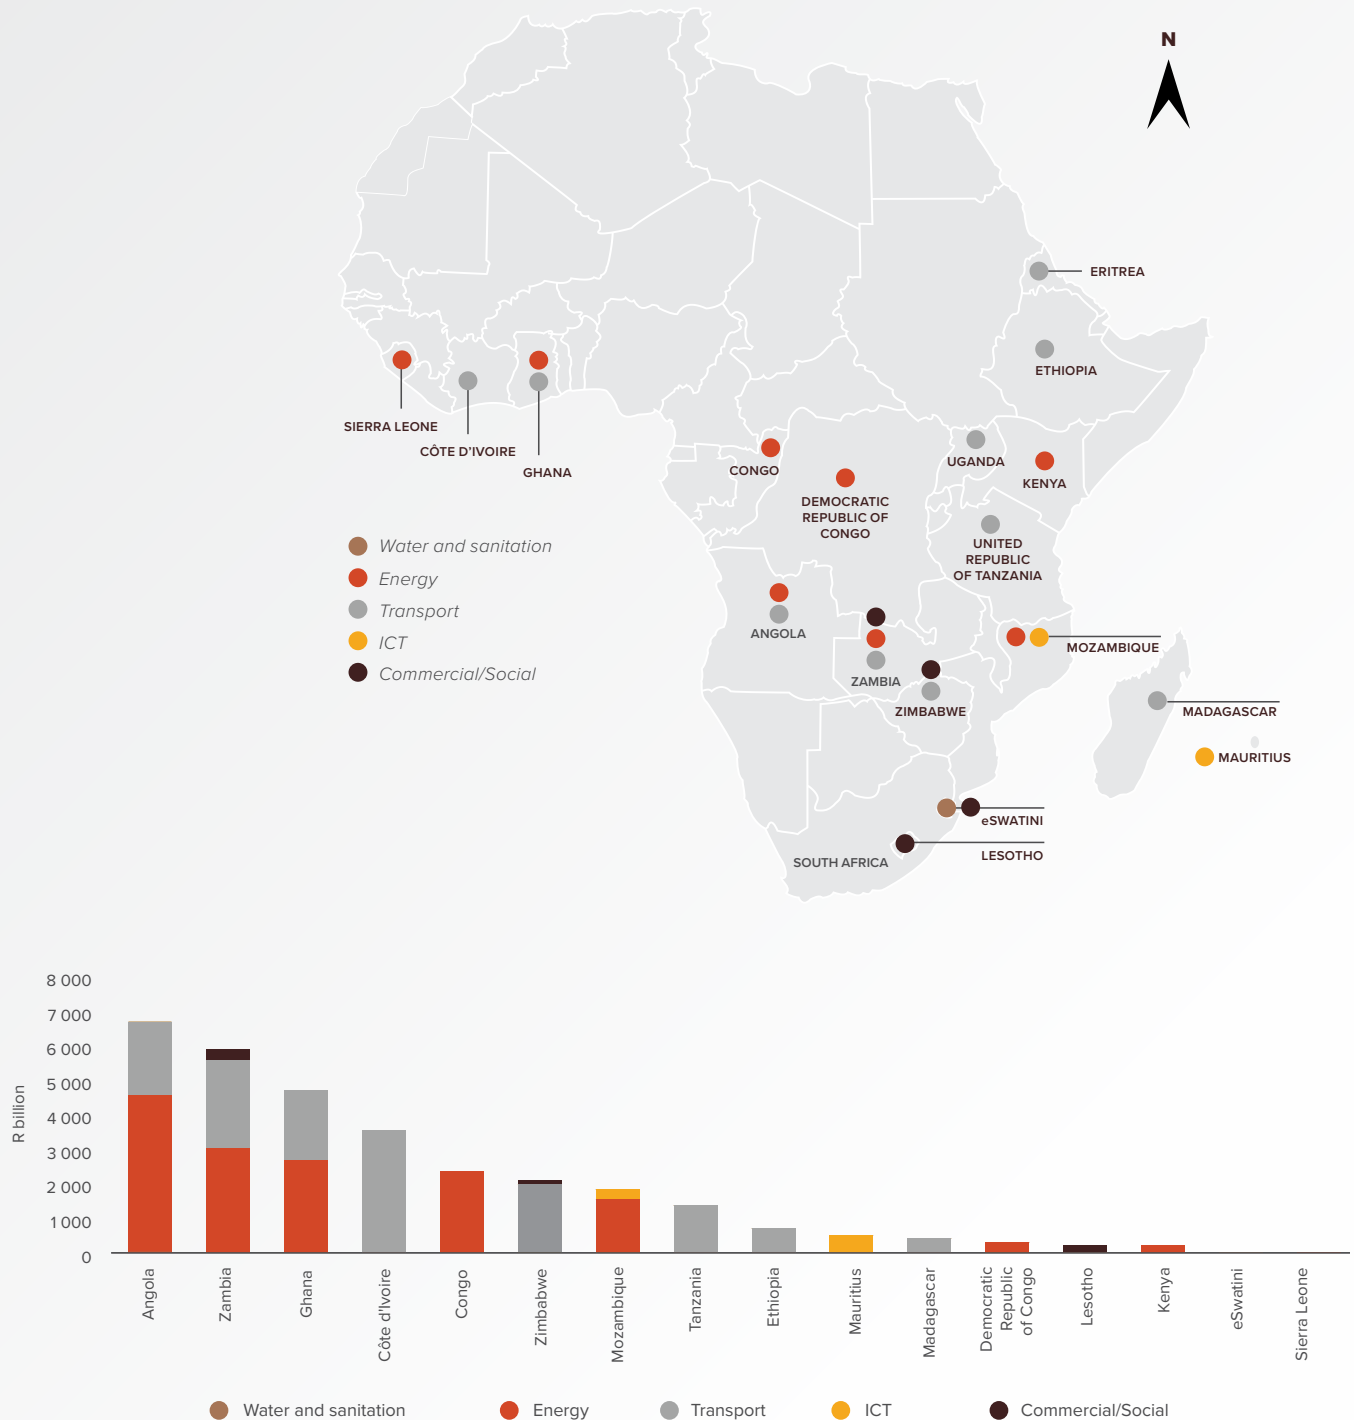 N
ERITREA
ETHIOPIA
SIERRA LEONE
CÔTE D'IVOIRE
GHANA
CONGO
UGANDA
KENYA
DEMOCRATIC
REPUBLIC OF
CONGO
UNITED
REPUBLIC
OF TANZANIA
Water and sanitation
Energy
Transport
ICT
Commercial/Social
ANGOLA
ZAMBIA
ZIMBABWE
MOZAMBIQUE
MADAGASCAR
MAURITIUS
eSWATINI
LESOTHO
SOUTH AFRICA
R billion
8 000
7 000
6 000
5 000
4 000
3 000
2 000
1 000
0
Angola
Zambia
Ghana
Côte d'Ivoire
Congo
Zimbabwe
Mozambique
Tanzania
Ethiopia
Mauritius
Madagascar
Democratic
Republic
of Congo
Lesotho
Kenya
eSwatini
Sierra Leone
Water and sanitation
Energy
Transport
ICT
Commercial/Social